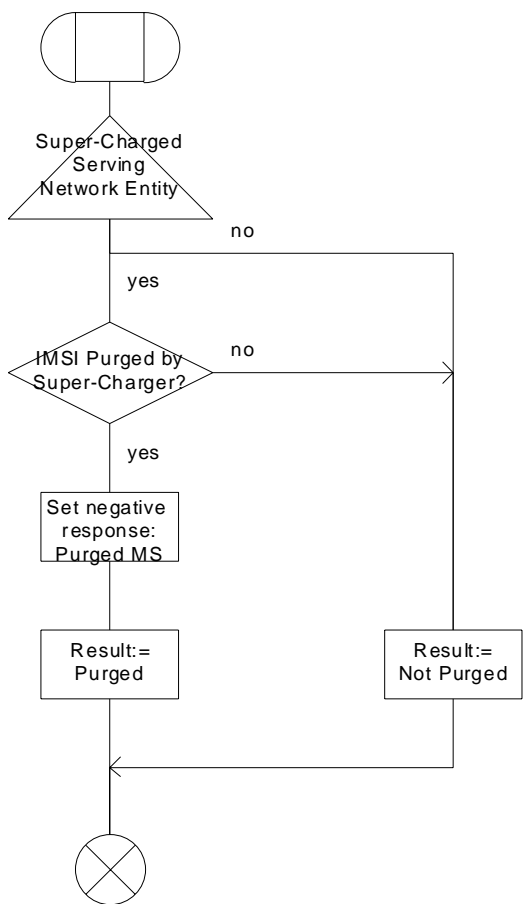 Super-Charged
Serving
Network Entity
no
yes
IMSI Purged by
Super-Charger?
no
yes
Set negative
response:
Purged MS
Result:=
Purged
Result:=
Not Purged